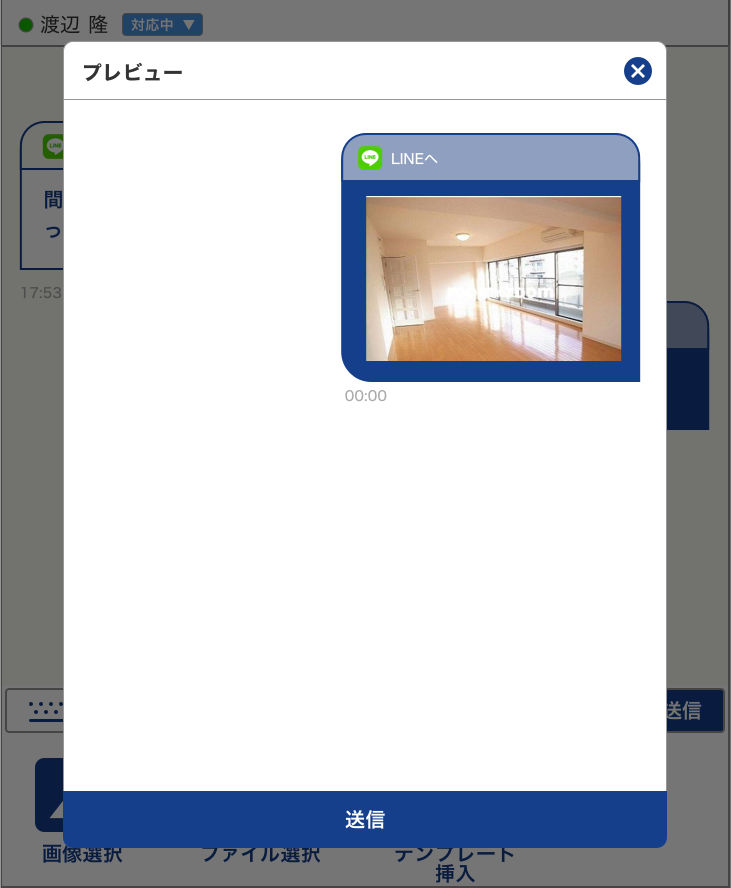 渡辺 隆
対応中 ▼
プレビュー
LINE
LINEへ
LINE
間
つ
17:53
00:00
送信
送信
画像選択
ファイル選択
テンプレート
挿入